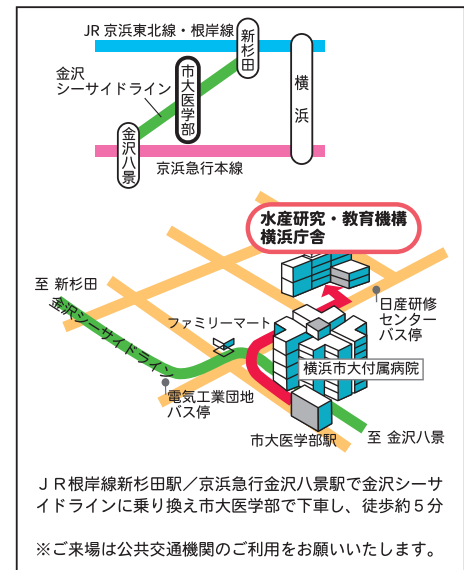 JR 京浜東北線・根岸線
新杉田
金沢
シーサイドライン
市大医学部
横浜
金沢八景
京浜急行本線
水産研究・教育機構
横浜庁舎
至 新杉田
金沢シーサイドライン
ファミリーマート
日産研修
センター
バス停
横浜市大付属病院
電気工業団地
バス停
市大医学部駅
至 金沢八景
ＪＲ根岸線新杉田駅／京浜急行金沢八景駅で金沢シーサ
イドラインに乗り換え市大医学部で下車し、徒歩約５分
※ご来場は公共交通機関のご利用をお願いいたします。